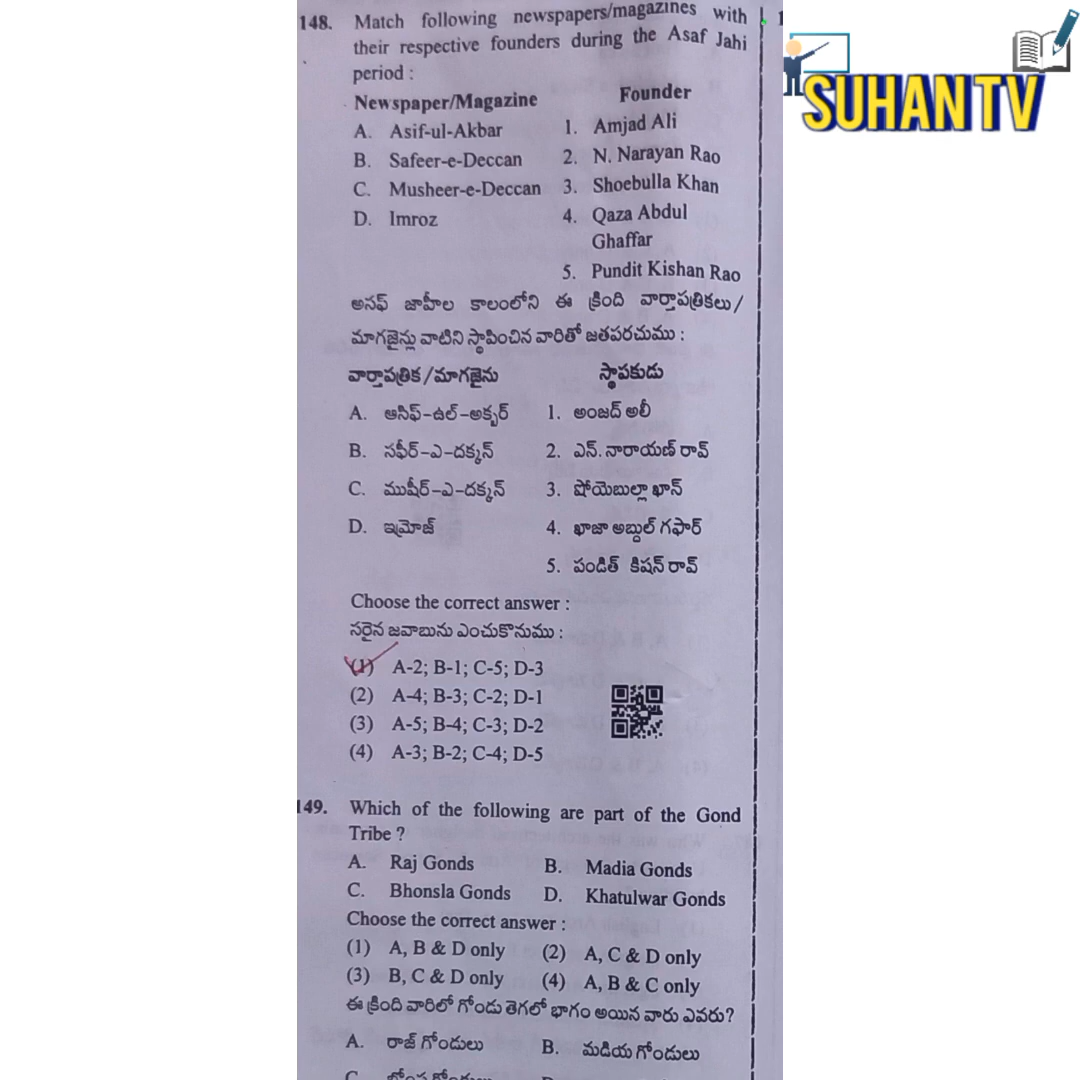 148. Match following newspapers/magazines with
their respective founders during the Asaf Jahi
period :
Newspaper/Magazine Founder
A. Asif-ul-Akbar 1. Amjad Ali
B. Safeer-e-Deccan 2. N. Narayan Rao
C. Musheer-e-Deccan 3. Shoebulla Khan
D. Imroz 4. Qaza Abdul
Ghaffar
5. Pundit Kishan Rao
అసఫ్ జాహీల కాలంలోని ఈ క్రింది వార్తాపత్రికలు/
మాగజైన్లు వాటిని స్థాపించిన వారితో జతపరచుము :
వార్తాపత్రిక/మాగజైను స్థాపకుడు
A. ఆసిఫ్-ఉల్-అక్బర్ 1. అంజద్ అలీ
B. సఫీర్-ఎ-దక్కన్ 2. ఎన్. నారాయణ్ రావ్
C. ముషీర్-ఎ-దక్కన్ 3. షోయెబుల్లా ఖాన్
D. ఇమ్రోజ్ 4. ఖాజా అబ్దుల్ గఫార్
5. పండిత్ కిషన్ రావ్
Choose the correct answer :
సరైన జవాబును ఎంచుకొనుము :
(1) A-2; B-1; C-5; D-3
(2) A-4; B-3; C-2; D-1
(3) A-5; B-4; C-3; D-2
(4) A-3; B-2; C-4; D-5
149. Which of the following are part of the Gond
Tribe ?
A. Raj Gonds B. Madia Gonds
C. Bhonsla Gonds D. Khatulwar Gonds
Choose the correct answer :
(1) A, B & D only (2) A, C & D only
(3) B, C & D only (4) A, B & C only
ఈ క్రింది వారిలో గోండు తెగలో భాగం అయిన వారు ఎవరు?
A. రాజ్ గోండులు B. మడియ గోండులు
C.
SUHAN TV